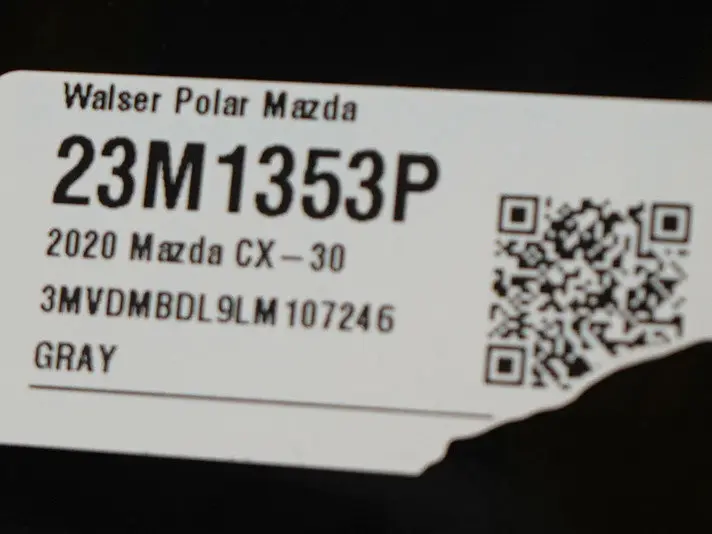 Walser Polar Mazda
23M1353P
2020 Mazda CX-30
3MVDMBDL9LM107246
GRAY